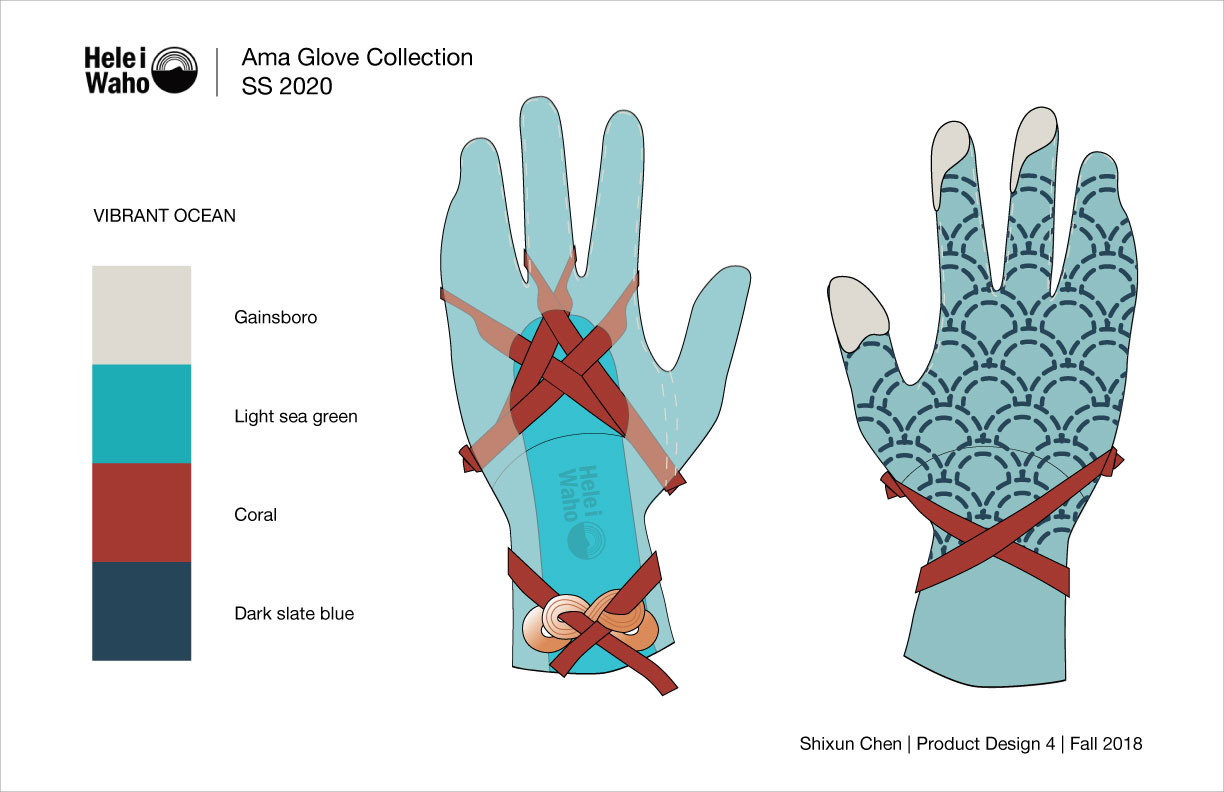 Hele i
Waho
Ama Glove Collection
SS 2020
VIBRANT OCEAN
Gainsboro
Light sea green
Coral
Dark slate blue
Hele i
Waho
Shixun Chen | Product Design 4 | Fall 2018